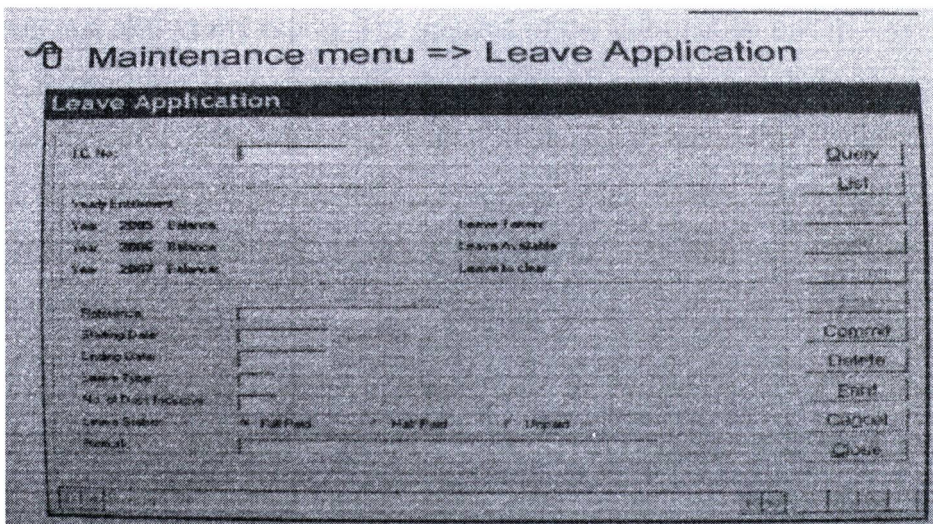 Maintenance menu => Leave Application
Leave Application
I.C. No.:
Query
List
Yearly Entitlement
Year 2005 Balance: Leave Taken:
Year 2006 Balance: Leave Available:
Year 2007 Balance: Leave to clear
Reference:
Starting Date:
Commit
Ending Date:
Delete
Leave Type:
No. of Days Inclusive:
Print
Leave Status: Full Paid Half Paid Unpaid
Cancel
Remark:
Close